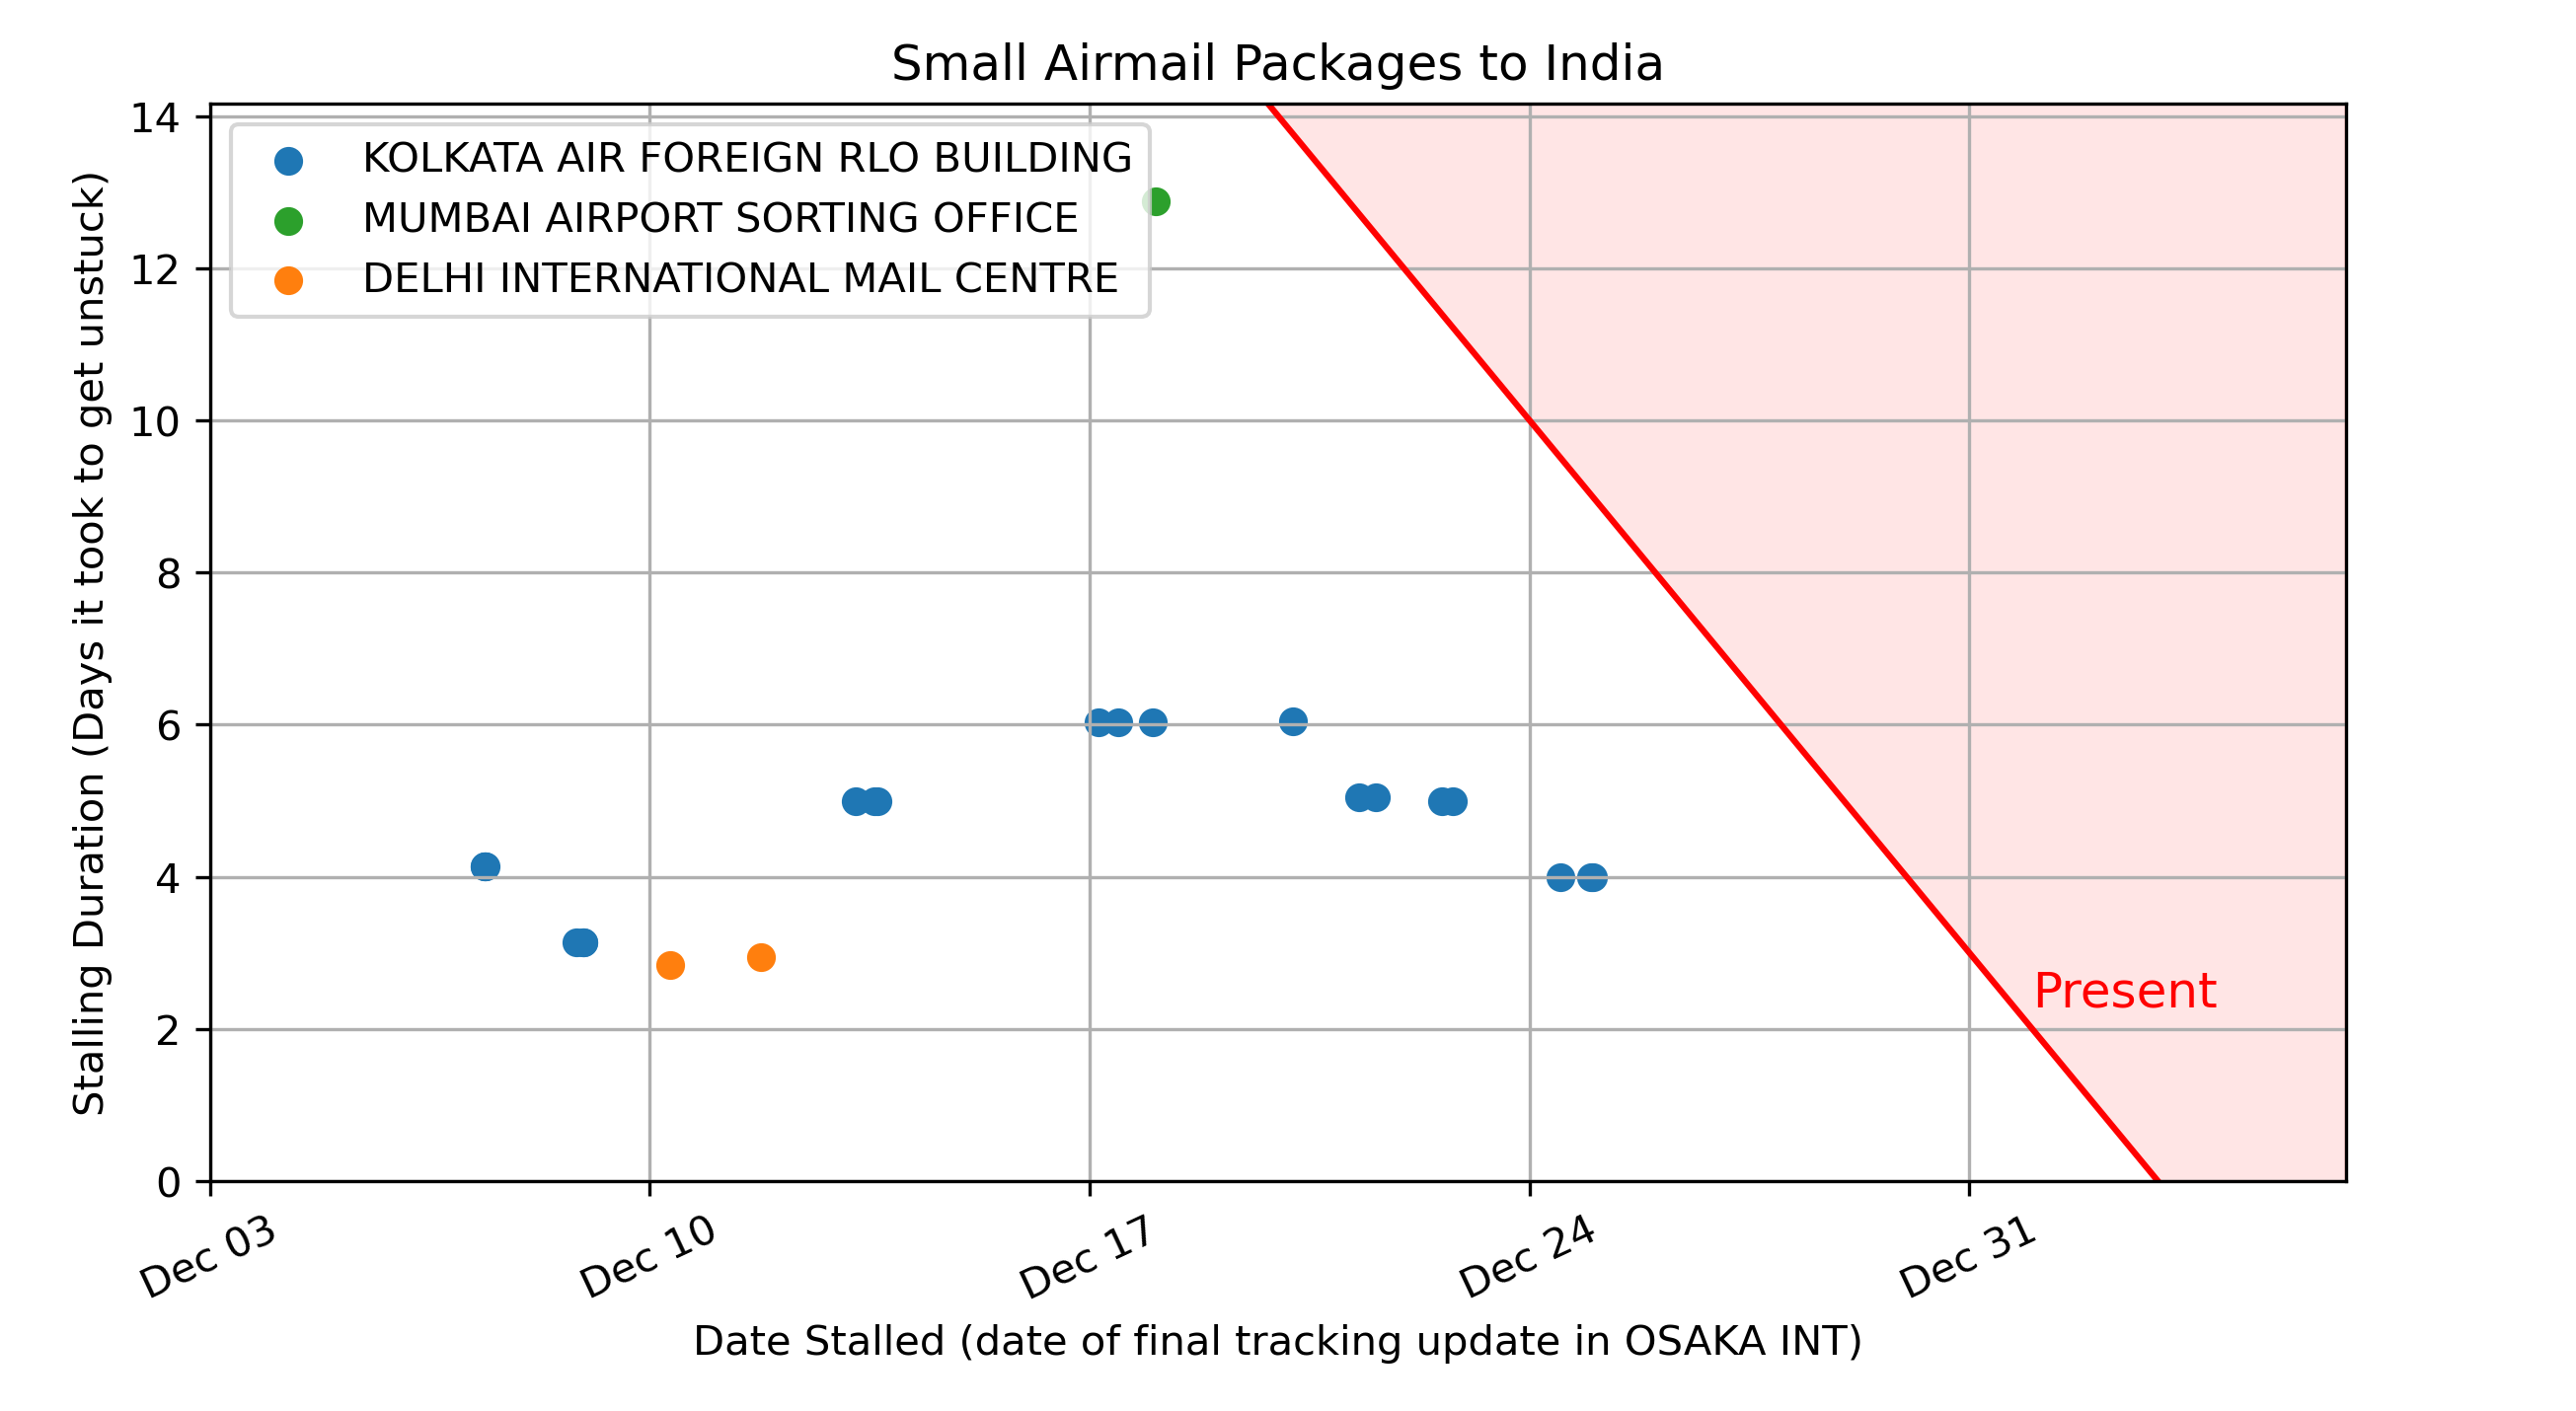 Small Airmail Packages to India
Stalling Duration (Days it took to get unstuck)
14
12
10
8
6
4
2
0
KOLKATA AIR FOREIGN RLO BUILDING
MUMBAI AIRPORT SORTING OFFICE
DELHI INTERNATIONAL MAIL CENTRE
Present
Dec 03
Dec 10
Dec 17
Dec 24
Dec 31
Date Stalled (date of final tracking update in OSAKA INT)